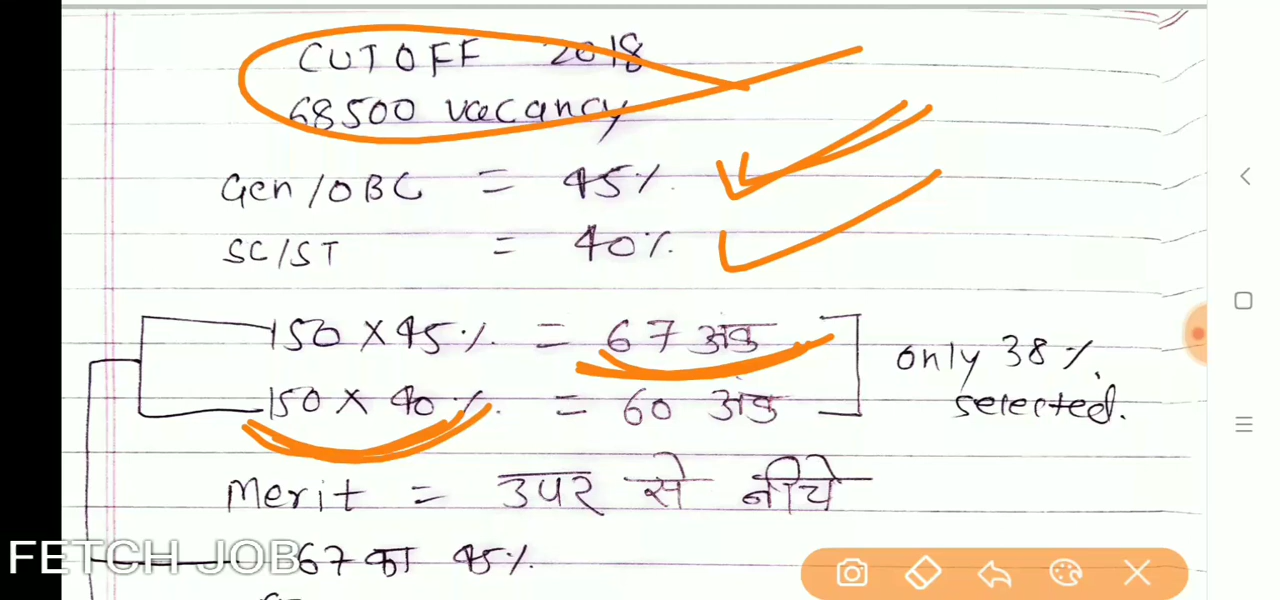 CUTOFF 2018
68500 vacancy
Gen/OBC = 45%
SC/ST = 40%
150 x 45% = 67 अंक
only 38% selected.
150 x 40% = 60 अंक
Merit = उपर से नीचे
67 का 45%
FETCH JOB